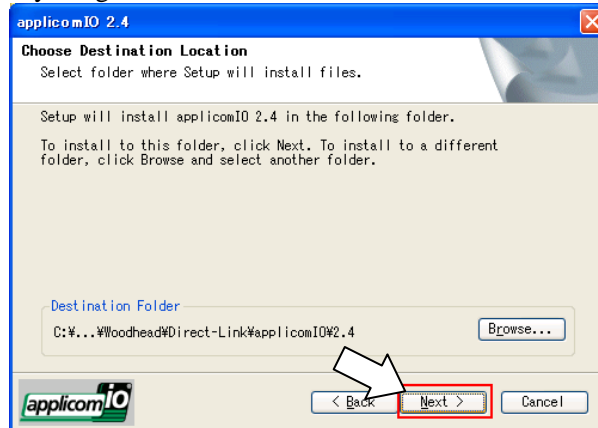 applicomIO 2.4
Choose Destination Location
Select folder where Setup will install files.
Setup will install applicomIO 2.4 in the following folder.
To install to this folder, click Next. To install to a different
folder, click Browse and select another folder.
Destination Folder
C:¥...¥Woodhead¥Direct-Link¥applicomIO¥2.4
Browse...
applicom IO
< Back
Next >
Cancel